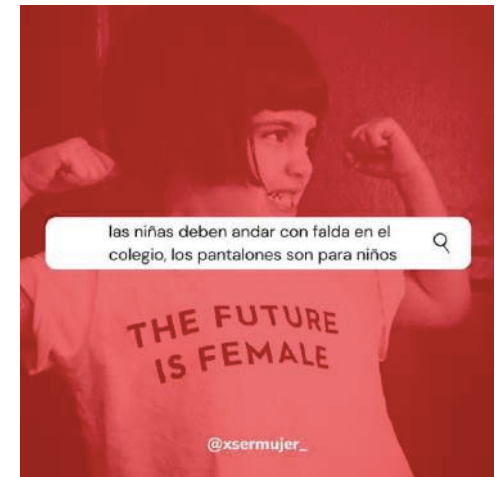 las niñas deben andar con falda en el
colegio, los pantalones son para niños
THE FUTURE
IS FEMALE
@xsermujer_